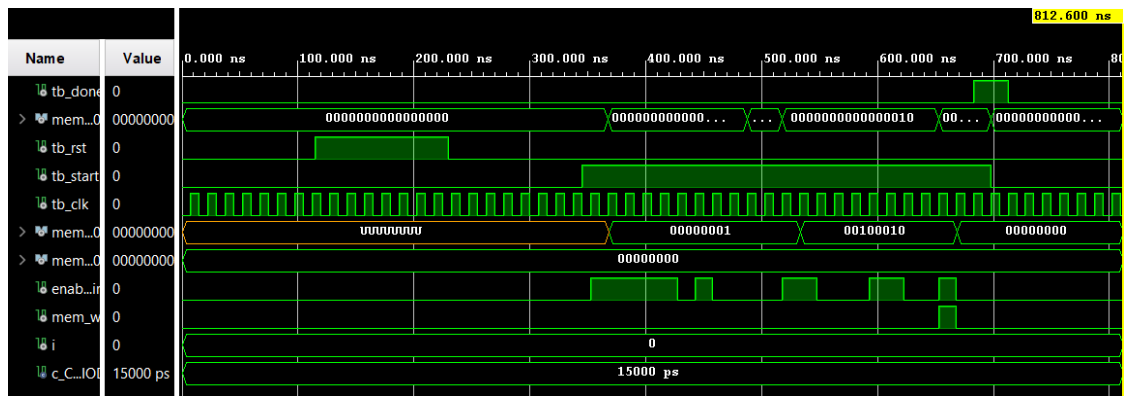 812.600 ns
Name Value 0.000 ns 100.000 ns 200.000 ns 300.000 ns 400.000 ns 500.000 ns 600.000 ns 700.000 ns 80
tb_done 0
mem...0 00000000 0000000000000000 000000000000... ... 0000000000000010 00... 00000000000...
tb_rst 0
tb_start 0
tb_clk 0
mem...0 00000000 UUUUUUUU 00000001 00100010 00000000
mem...0 00000000 00000000
enab...ir 0
mem_w 0
i 0 0
c_C...IOD 15000 ps 15000 ps